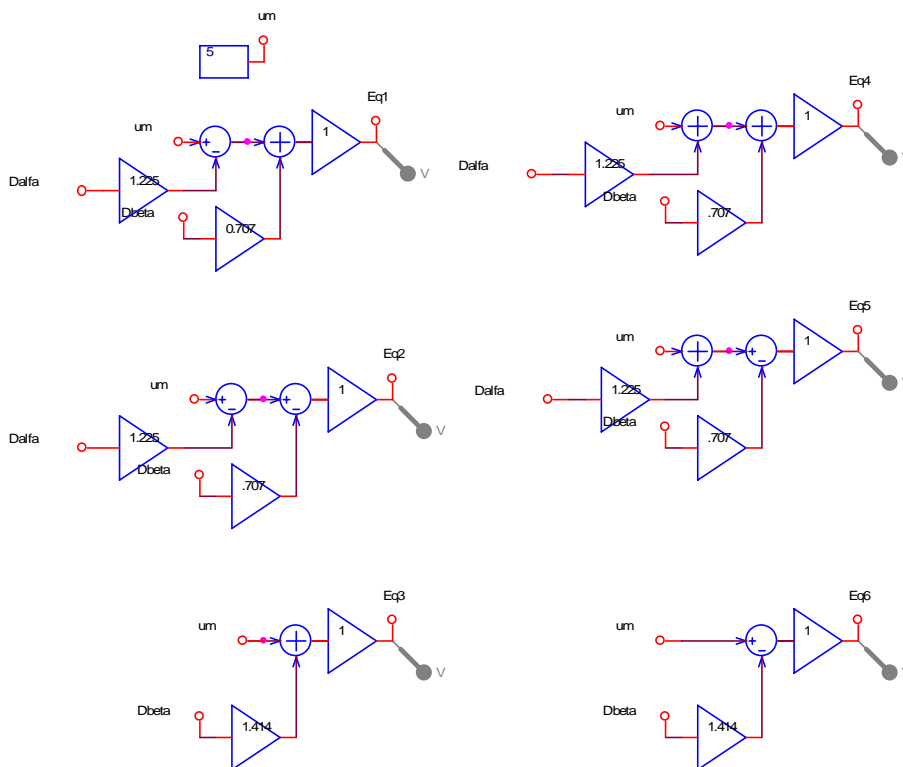 um
5
Eq1
um
1
V
Dalfa
1.225
Dbeta
0.707
Eq4
um
1
V
Dalfa
1.225
Dbeta
.707
Eq2
um
1
V
Dalfa
1.225
Dbeta
.707
Eq5
um
1
V
Dalfa
1.225
Dbeta
.707
Eq3
um
1
V
Dbeta
1.414
Eq6
um
1
V
Dbeta
1.414